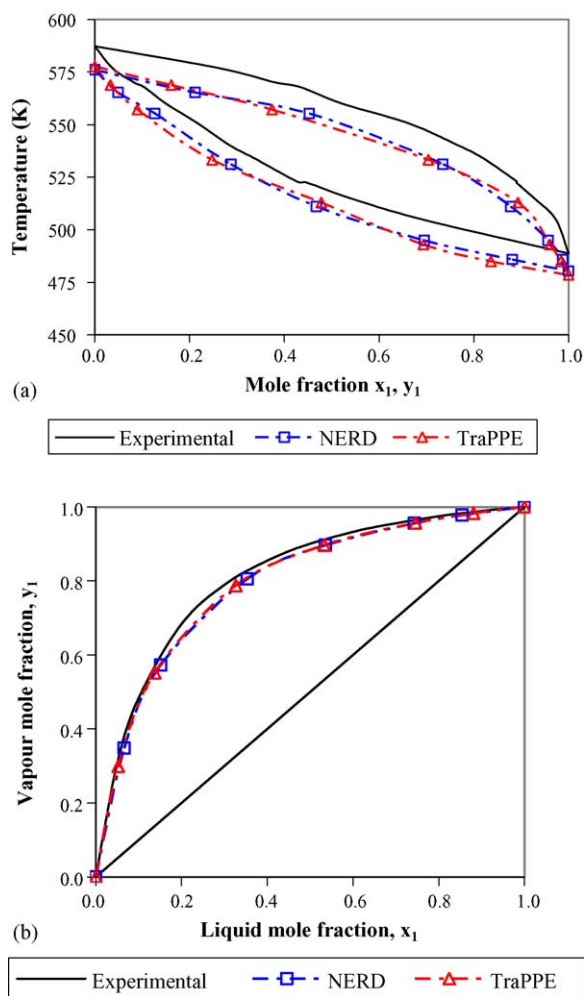 600
575
550
525
500
475
450
Temperature (K)
0.0 0.2 0.4 0.6 0.8 1.0
Mole fraction x₁, y₁
(a)
Experimental NERD TraPPE
1.0
0.8
0.6
0.4
0.2
0.0
Vapour mole fraction, y₁
0.0 0.2 0.4 0.6 0.8 1.0
Liquid mole fraction, x₁
(b)
Experimental NERD TraPPE